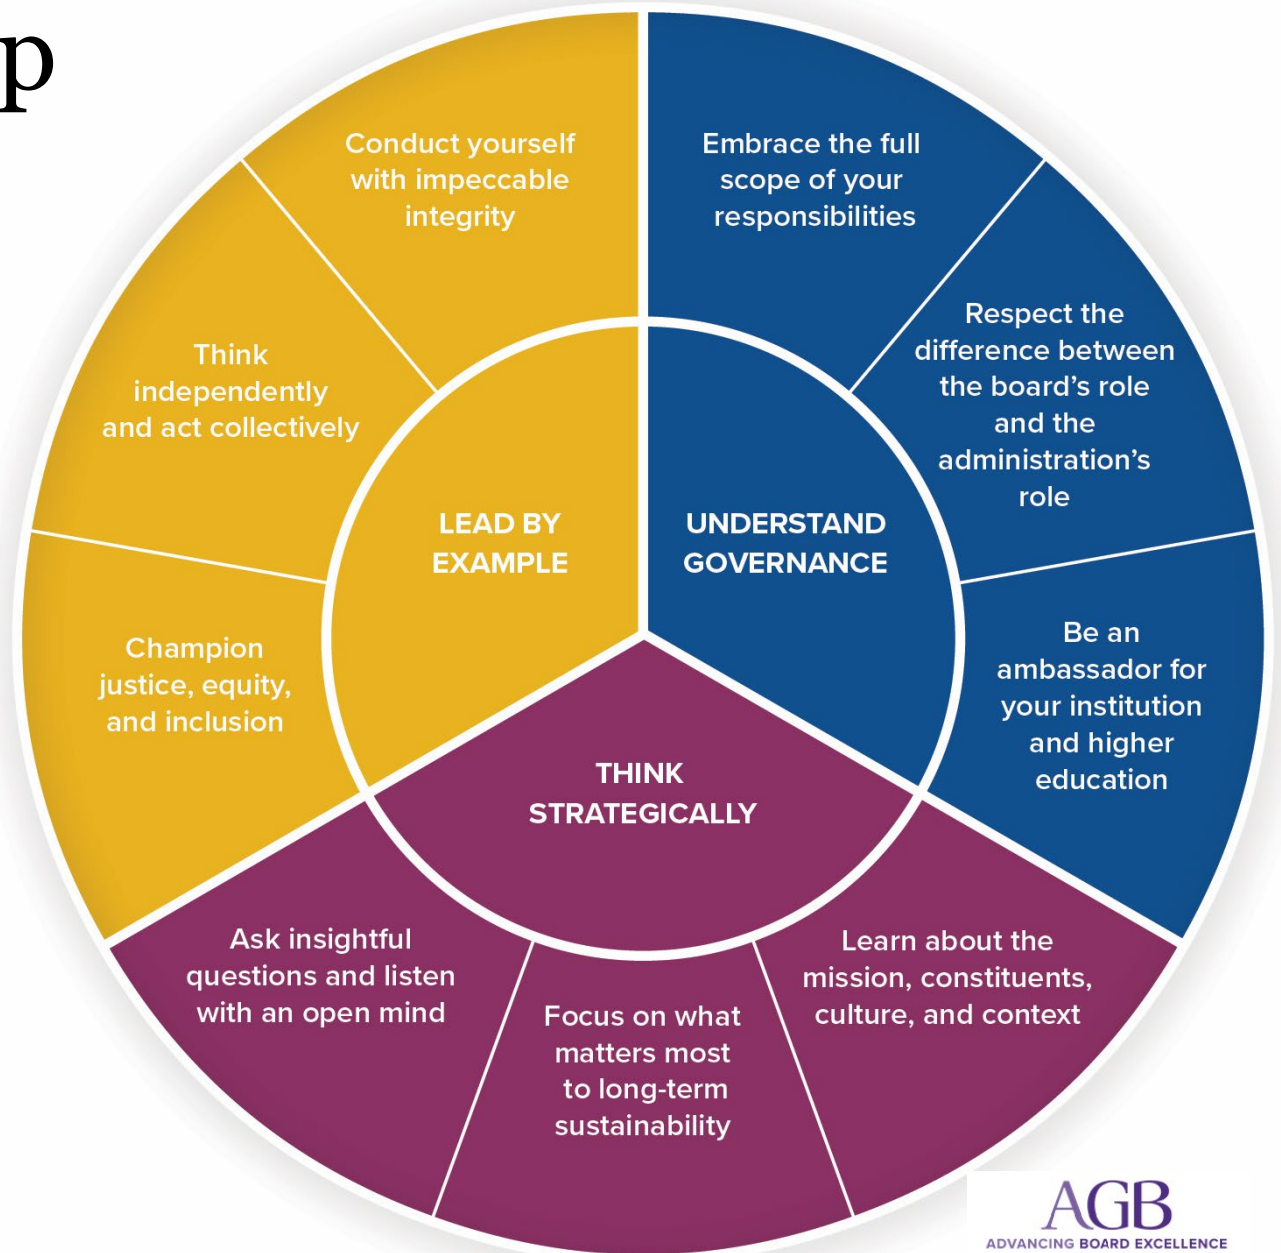 p
Conduct yourself
with impeccable
integrity
Embrace the full
scope of your
responsibilities
Think
independently
and act collectively
Respect the
difference between
the board's role
and the
administration's
role
LEAD BY
EXAMPLE
UNDERSTAND
GOVERNANCE
Champion
justice, equity,
and inclusion
Be an
ambassador for
your institution
and higher
education
THINK
STRATEGICALLY
Ask insightful
questions and listen
with an open mind
Focus on what
matters most
to long-term
sustainability
Learn about the
mission, constituents,
culture, and context
AGB
ADVANCING BOARD EXCELLENCE